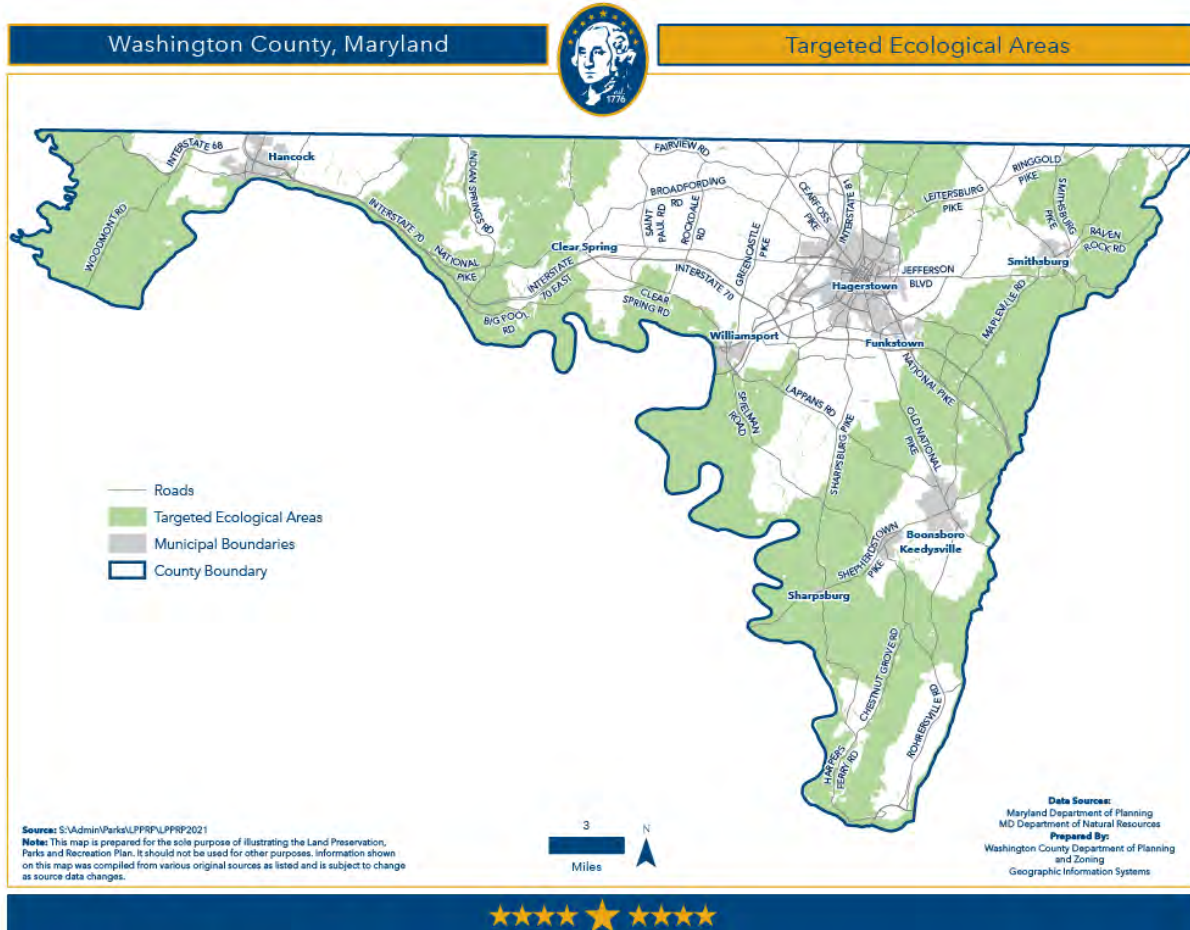 Washington County, Maryland
est.
1776
Targeted Ecological Areas
INTERSTATE 68
Hancock
WOODMONT RD
INTERSTATE 70
NATIONAL
PIKE
INDIAN SPRINGS RD
Clear Spring
INTERSTATE
70 EAST
BIG POOL
RD
FAIRVIEW RD
BROADFORDING
RD
SAINT
PAUL RD
ROCKDALE
RD
GREENCASTLE
PIKE
CEARFOSS
PIKE
INTERSTATE
81
LEITERSBURG
PIKE
RINGGOLD
PIKE
SMITHSBURG
PIKE
RAVEN
ROCK RD
Smithsburg
JEFFERSON
BLVD
Hagerstown
INTERSTATE 70
CLEAR
SPRING RD
Williamsport
Funkstown
MAPLEVILLE RD
NATIONAL PIKE
OLD NATIONAL
PIKE
LAPPANS RD
SPIELMAN
ROAD
SHARPSBURG PIKE
Boonsboro
Keedysville
SHEPHERDSTOWN
PIKE
Sharpsburg
CHESTNUT GROVE RD
ROHRERSVILLE RD
HARPERS
FERRY RD
Roads
Targeted Ecological Areas
Municipal Boundaries
County Boundary
Source: S:\Admin\Parks\LPPRP\LPPRP2021
Note: This map is prepared for the sole purpose of illustrating the Land Preservation,
Parks and Recreation Plan. It should not be used for other purposes. Information shown
on this map was compiled from various original sources as listed and is subject to change
as source data changes.
3
Miles
N
Data Sources:
Maryland Department of Planning
MD Department of Natural Resources
Prepared By:
Washington County Department of Planning
and Zoning
Geographic Information Systems